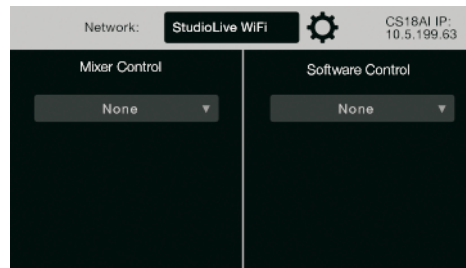 Network: StudioLive WiFi CS18AI IP:
10.5.199.63
Mixer Control Software Control
None None